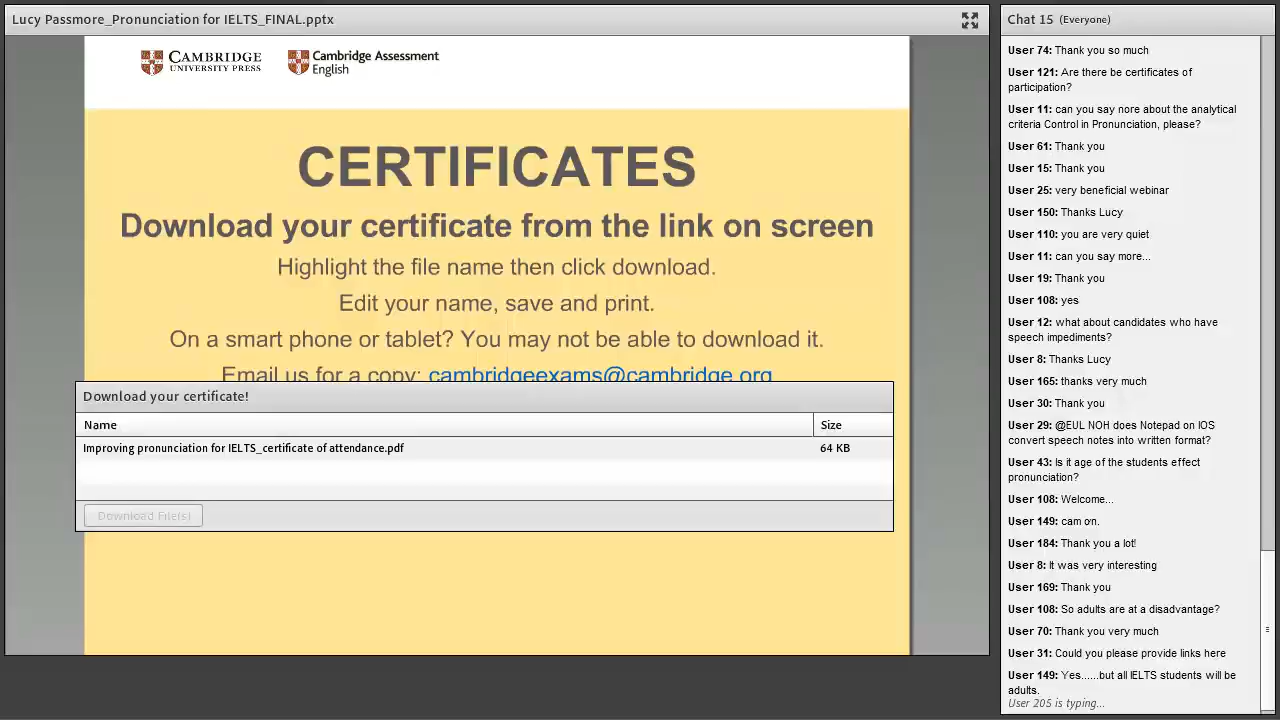 Lucy Passmore_Pronunciation for IELTS_FINAL.pptx
CAMBRIDGE
UNIVERSITY PRESS
Cambridge Assessment
English
CERTIFICATES
Download your certificate from the link on screen
Highlight the file name then click download.
Edit your name, save and print.
On a smart phone or tablet? You may not be able to download it.
Email us for a copy: cambridgeexams@cambridge.org
Download your certificate!
Name Size
Improving pronunciation for IELTS_certificate of attendance.pdf 64 KB
Download File(s)
Chat 15 (Everyone)
User 74: Thank you so much
User 121: Are there be certificates of
participation?
User 11: can you say nore about the analytical
criteria Control in Pronunciation, please?
User 61: Thank you
User 15: Thank you
User 25: very beneficial webinar
User 150: Thanks Lucy
User 110: you are very quiet
User 11: can you say more...
User 19: Thank you
User 108: yes
User 12: what about candidates who have
speech impediments?
User 8: Thanks Lucy
User 165: thanks very much
User 30: Thank you
User 29: @EUL NOH does Notepad on IOS
convert speech notes into written format?
User 43: Is it age of the students effect
pronunciation?
User 108: Welcome...
User 149: cam on.
User 184: Thank you a lot!
User 8: It was very interesting
User 169: Thank you
User 108: So adults are at a disadvantage?
User 70: Thank you very much
User 31: Could you please provide links here
User 149: Yes......but all IELTS students will be
adults.
User 205 is typing...